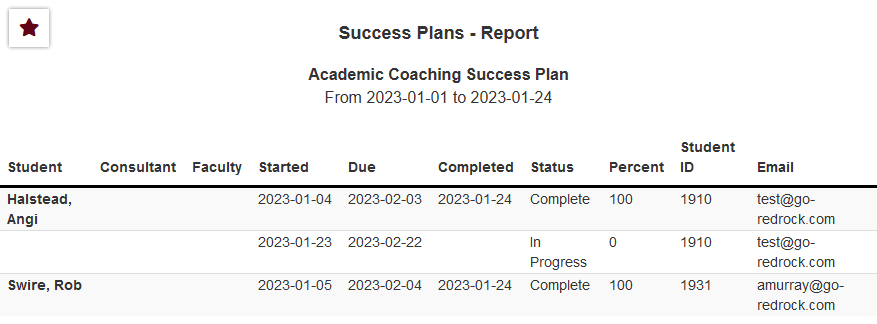 Success Plans - Report
Academic Coaching Success Plan
From 2023-01-01 to 2023-01-24
Student Consultant Faculty Started Due Completed Status Percent Student ID Email
Halstead, Angi 2023-01-04 2023-02-03 2023-01-24 Complete 100 1910 test@go-redrock.com
2023-01-23 2023-02-22 In Progress 0 1910 test@go-redrock.com
Swire, Rob 2023-01-05 2023-02-04 2023-01-24 Complete 100 1931 amurray@go-redrock.com